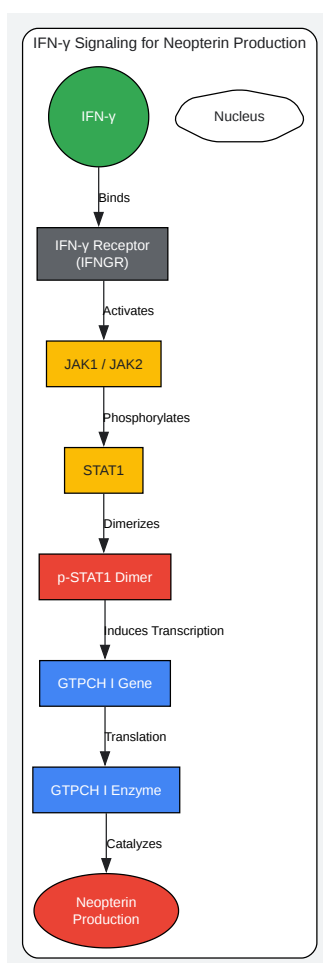 IFN-γ Signaling for Neopterin Production
IFN-γ
Nucleus
Binds
IFN-γ Receptor
(IFNGR)
Activates
JAK1 / JAK2
Phosphorylates
STAT1
Dimerizes
p-STAT1 Dimer
Induces Transcription
GTPCH I Gene
Translation
GTPCH I Enzyme
Catalyzes
Neopterin
Production